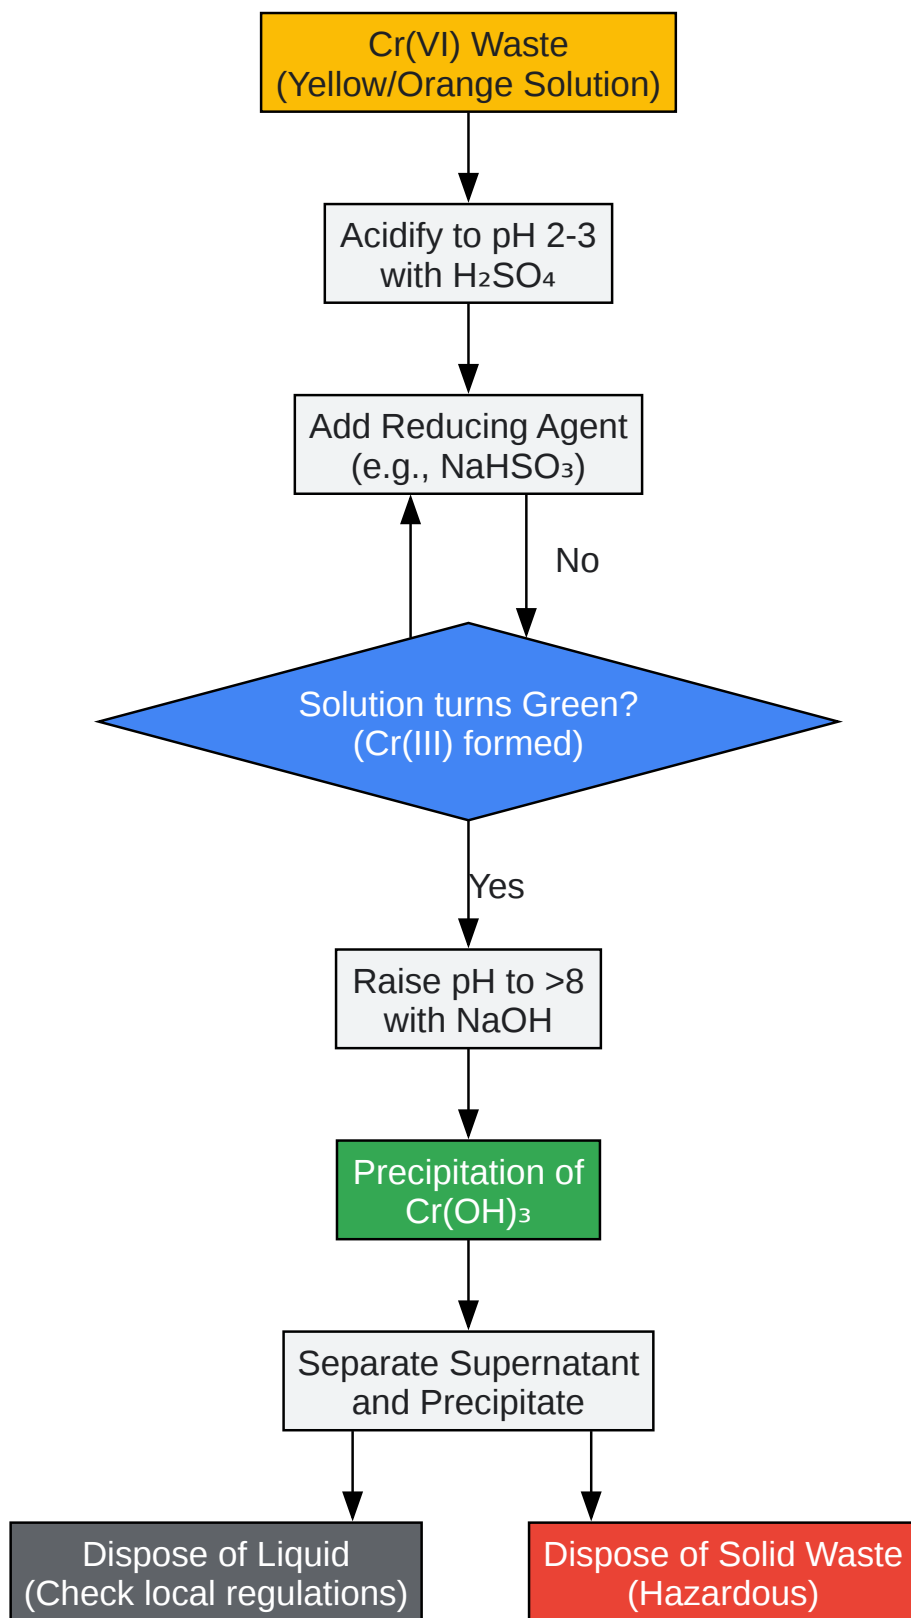 Cr(VI) Waste
(Yellow/Orange Solution)
Acidify to pH 2-3
with H₂SO₄
Add Reducing Agent
(e.g., NaHSO₃)
No
Solution turns Green?
(Cr(III) formed)
Yes
Raise pH to >8
with NaOH
Precipitation of
Cr(OH)₃
Separate Supernatant
and Precipitate
Dispose of Liquid
(Check local regulations)
Dispose of Solid Waste
(Hazardous)